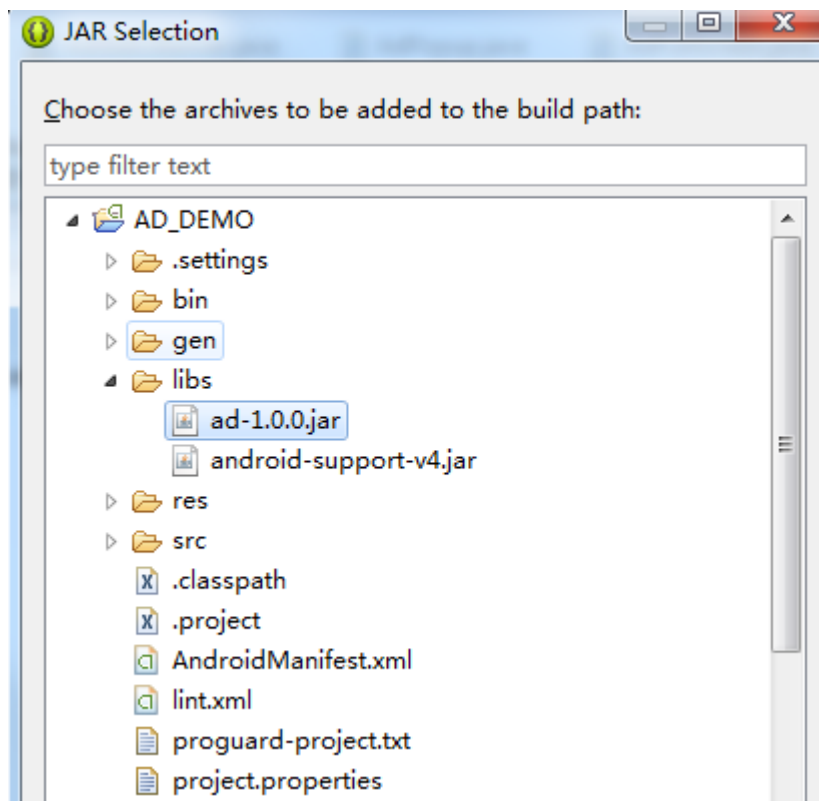 JAR Selection
Choose the archives to be added to the build path:
type filter text
AD_DEMO
.settings
bin
gen
libs
ad-1.0.0.jar
android-support-v4.jar
res
src
.classpath
.project
AndroidManifest.xml
lint.xml
proguard-project.txt
project.properties